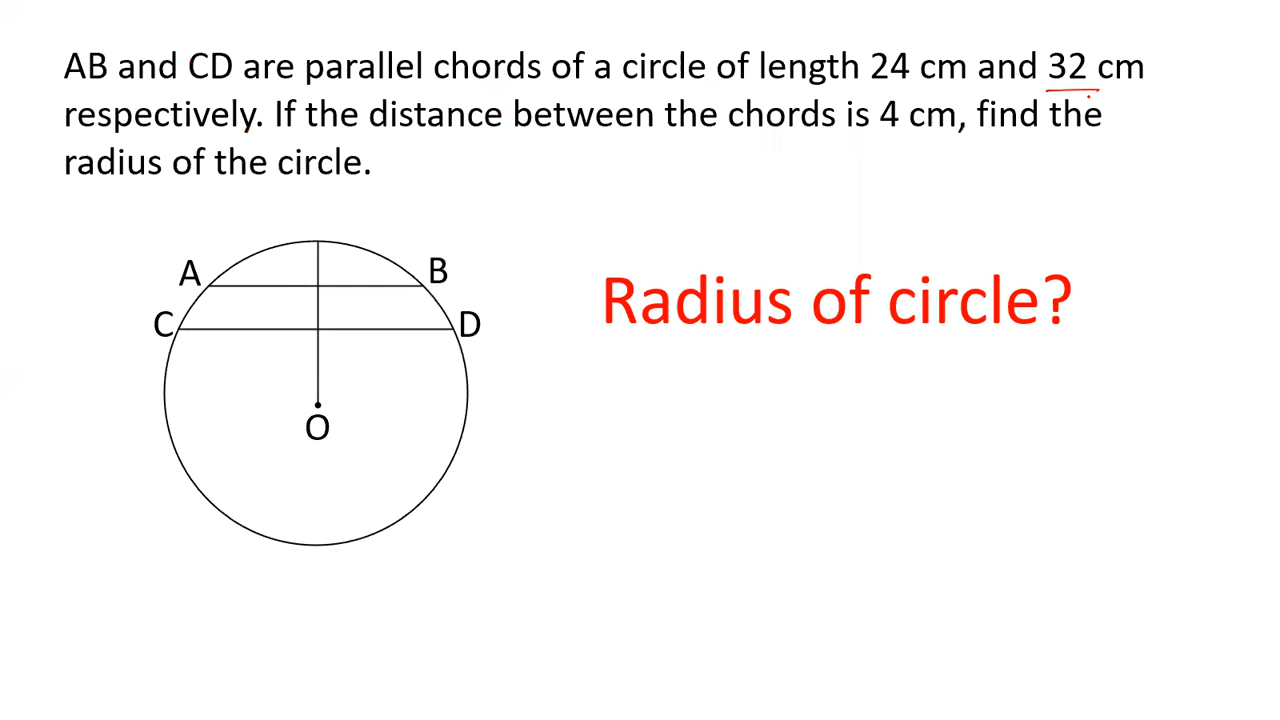 AB and CD are parallel chords of a circle of length 24 cm and 32 cm
respectively. If the distance between the chords is 4 cm, find the
radius of the circle.
A
B
Radius of circle?
C
D
O